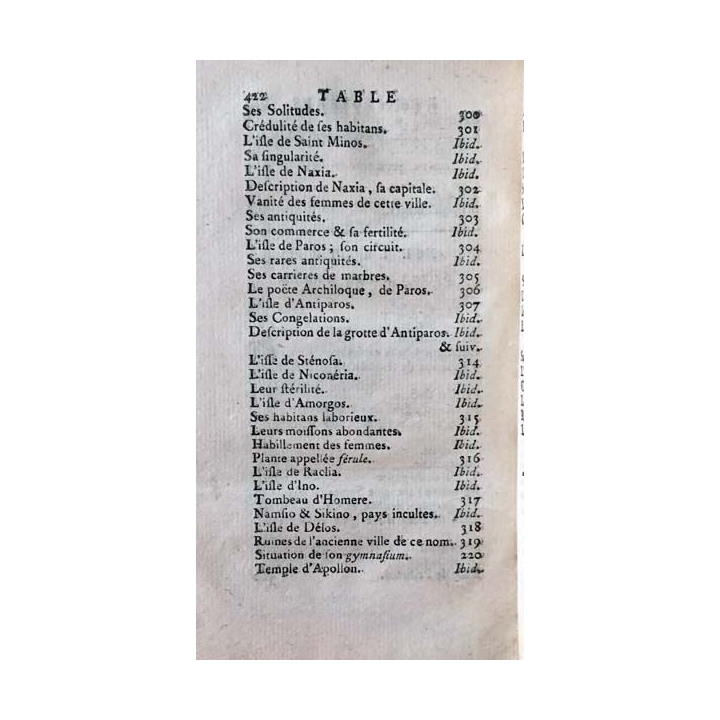 422 TABLE
Ses Solitudes. 300
Crédulité de ſes habitans. 301
L'iſle de Saint Minos. Ibid.
Sa ſingularité. Ibid.
L'iſle de Naxia. Ibid.
Deſcription de Naxia, ſa capitale. 302
Vanité des femmes de cette ville. Ibid.
Ses antiquités. 303
Son commerce & ſa fertilité. Ibid.
L'iſle de Paros; ſon circuit. 304
Ses rares antiquités. Ibid.
Ses carrieres de marbres. 305
Le poëte Archiloque, de Paros. 306
L'iſle d'Antiparos. 307
Ses Congelations. Ibid.
Deſcription de la grotte d'Antiparos. Ibid.
& ſuiv.
L'iſle de Sténoſa. 314
L'iſle de Niconéria. Ibid.
Leur ſtérilité. Ibid.
L'iſle d'Amorgos. Ibid.
Ses habitans laborieux. 315
Leurs moiſſons abondantes. Ibid.
Habillement des femmes. Ibid.
Plante appellée férule. 316
L'iſle de Raclia. Ibid.
L'iſle d'Ino. Ibid.
Tombeau d'Homere. 317
Namſio & Sikino, pays incultes. Ibid.
L'iſle de Délos. 318
Ruines de l'ancienne ville de ce nom. 319
Situation de ſon gymnaſium. 220
Temple d'Apollon. Ibid.